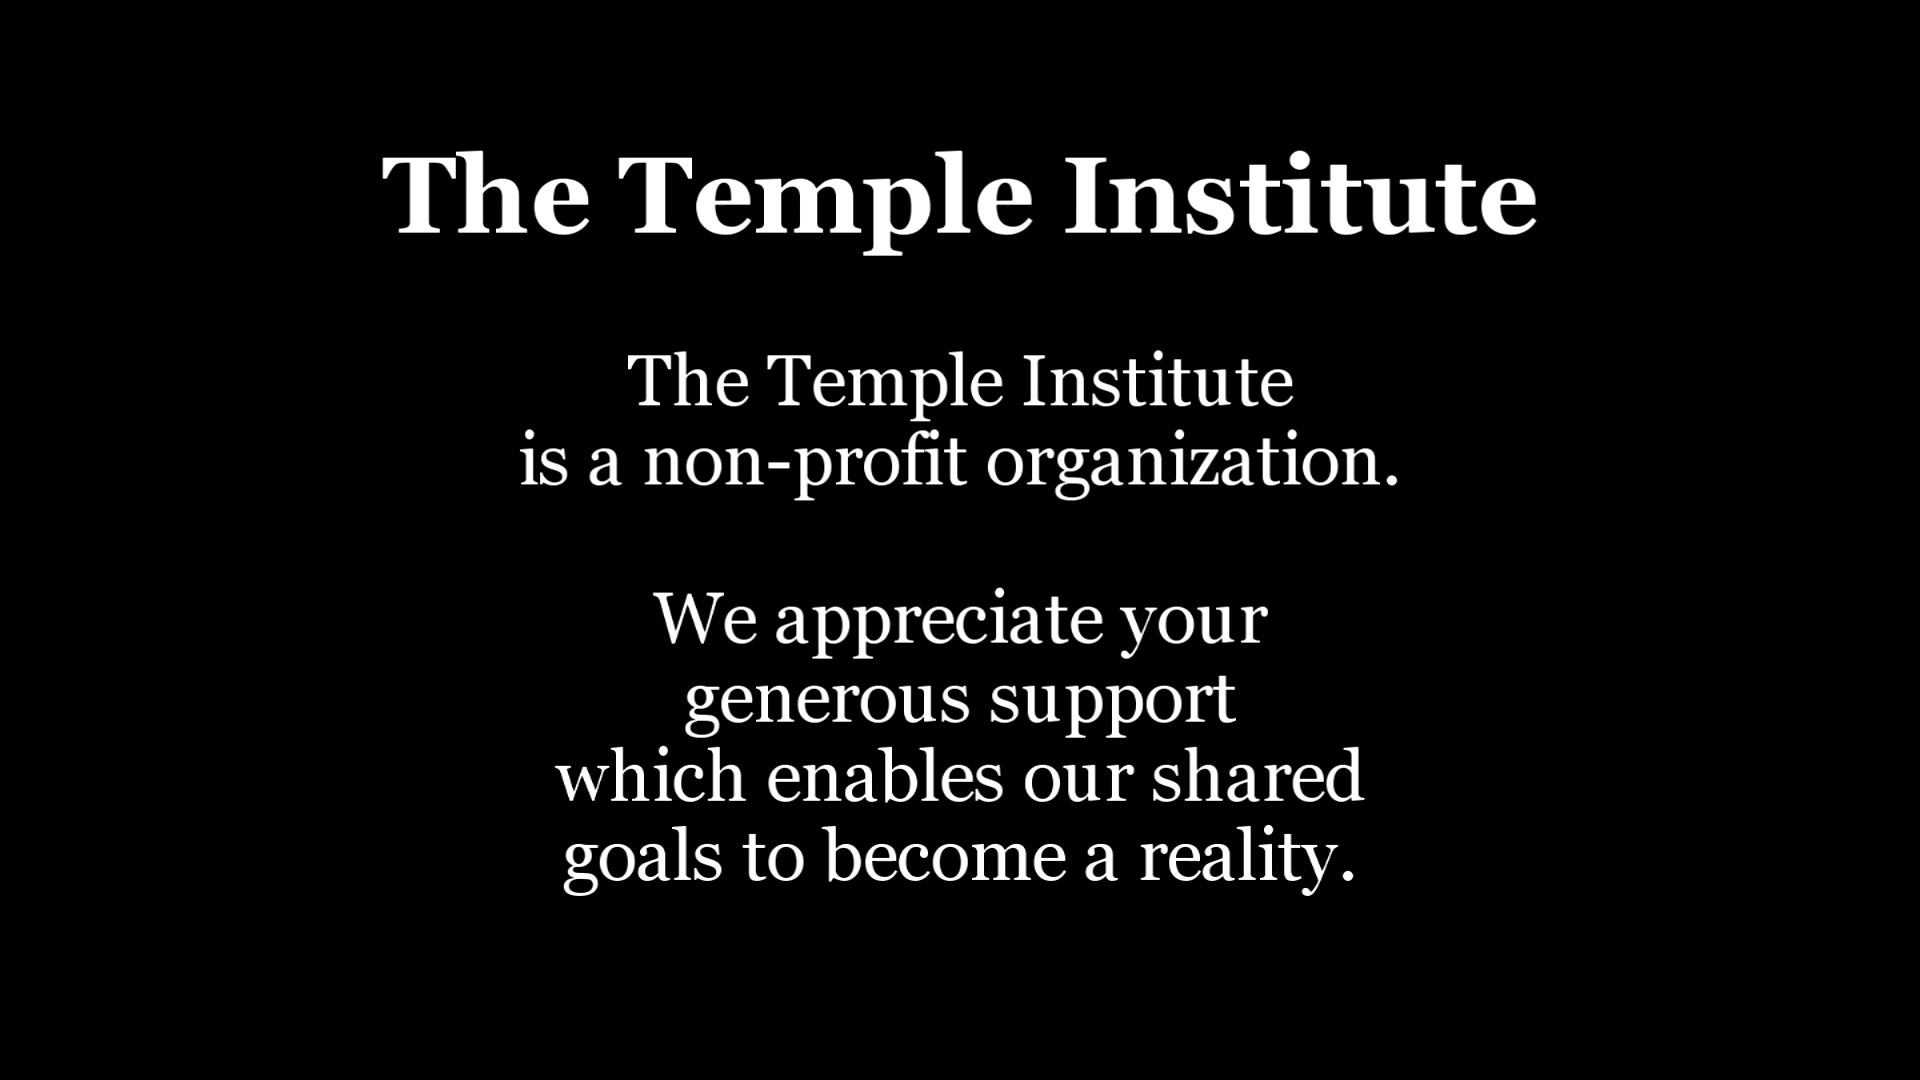 The Temple Institute
The Temple Institute
is a non-profit organization.
We appreciate your
generous support
which enables our shared
goals to become a reality.